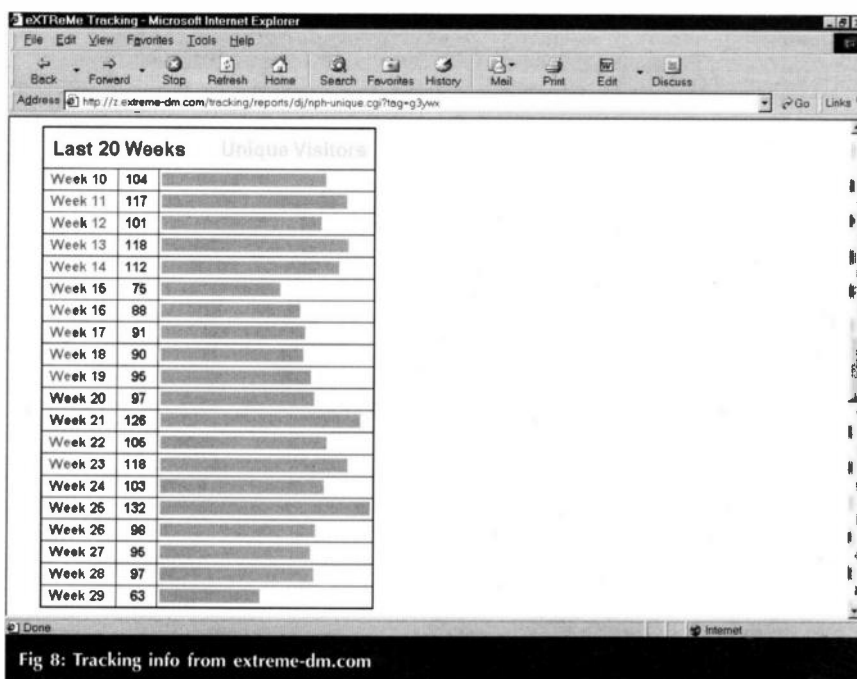 eXTReMe Tracking - Microsoft Internet Explorer
File Edit View Favorites Tools Help
Back Forward Stop Refresh Home Search Favorites History Mail Print Edit Discuss
Address http://z.extreme-dm.com/tracking/reports/dj/nph-unique.cgi?tag=g3ywx Go Links
Last 20 Weeks Unique Visitors
Week 10 104
Week 11 117
Week 12 101
Week 13 118
Week 14 112
Week 15 75
Week 16 88
Week 17 91
Week 18 90
Week 19 95
Week 20 97
Week 21 126
Week 22 105
Week 23 118
Week 24 103
Week 25 132
Week 26 98
Week 27 95
Week 28 97
Week 29 63
Done Internet
Fig 8: Tracking info from extreme-dm.com